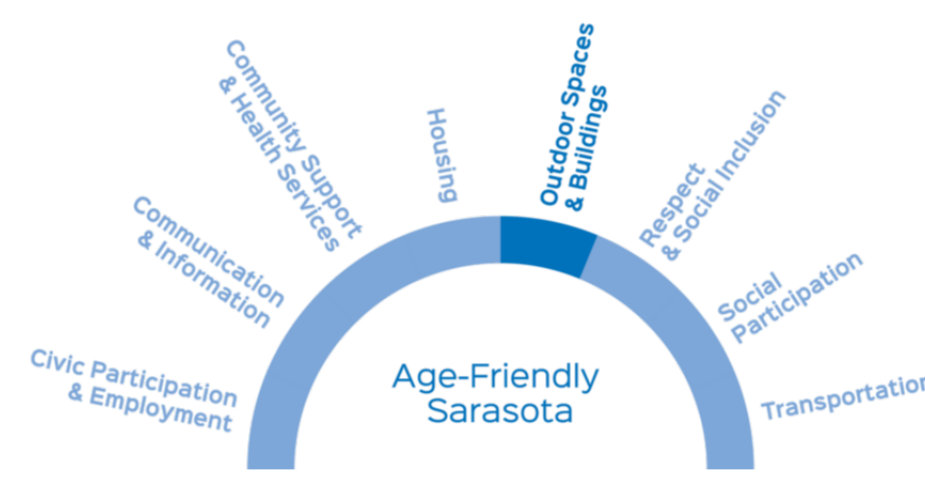 Civic Participation
& Employment
Communication
& Information
Community Support
& Health Services
Housing
Outdoor Spaces
& Buildings
Respect
& Social Inclusion
Social
Participation
Transportation
Age-Friendly
Sarasota